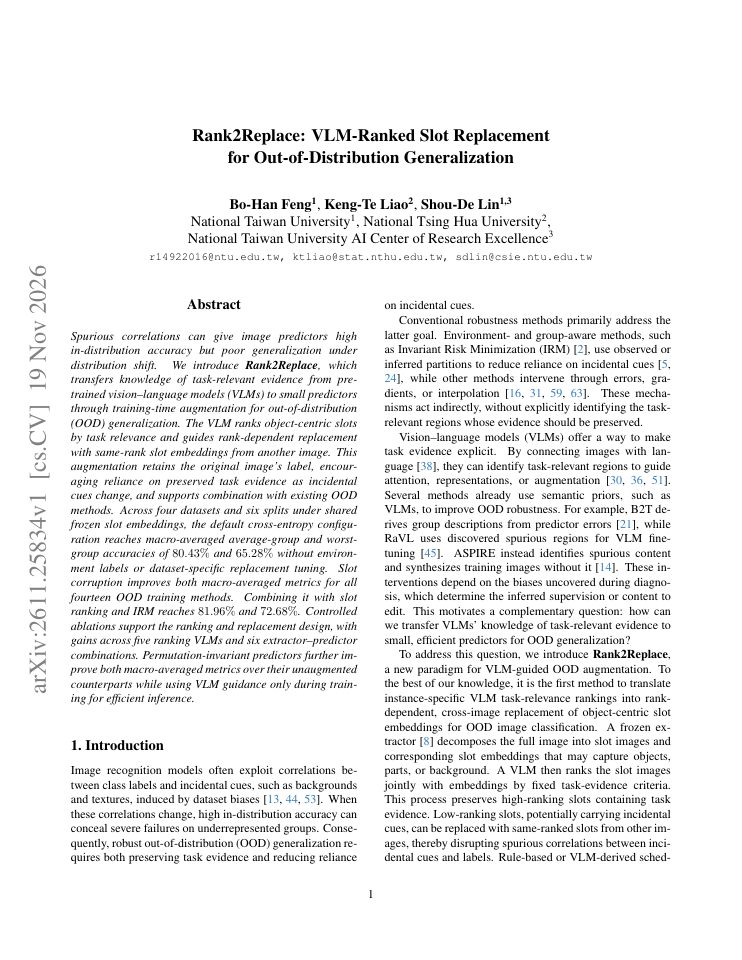 arXiv:2611.25834v1 [cs.CV] 19 Nov 2026
Rank2Replace: VLM-Ranked Slot Replacement
for Out-of-Distribution Generalization
Bo-Han Feng1, Keng-Te Liao2, Shou-De Lin1,3
National Taiwan University1, National Tsing Hua University2,
National Taiwan University AI Center of Research Excellence3
r14922016@ntu.edu.tw, ktliao@stat.nthu.edu.tw, sdlin@csie.ntu.edu.tw
Abstract
Spurious correlations can give image predictors high
in-distribution accuracy but poor generalization under
distribution shift. We introduce Rank2Replace, which
transfers knowledge of task-relevant evidence from pre-
trained vision–language models (VLMs) to small predictors
through training-time augmentation for out-of-distribution
(OOD) generalization. The VLM ranks object-centric slots
by task relevance and guides rank-dependent replacement
with same-rank slot embeddings from another image. This
augmentation retains the original image's label, encour-
aging reliance on preserved task evidence as incidental
cues change, and supports combination with existing OOD
methods. Across four datasets and six splits under shared
frozen slot embeddings, the default cross-entropy configu-
ration reaches macro-averaged average-group and worst-
group accuracies of 80.43% and 65.28% without environ-
ment labels or dataset-specific replacement tuning. Slot
corruption improves both macro-averaged metrics for all
fourteen OOD training methods. Combining it with slot
ranking and IRM reaches 81.96% and 72.68%. Controlled
ablations support the ranking and replacement design, with
gains across five ranking VLMs and six extractor–predictor
combinations. Permutation-invariant predictors further im-
prove both macro-averaged metrics over their unaugmented
counterparts while using VLM guidance only during train-
ing for efficient inference.
1. Introduction
Image recognition models often exploit correlations be-
tween class labels and incidental cues, such as backgrounds
and textures, induced by dataset biases [13, 44, 53]. When
these correlations change, high in-distribution accuracy can
conceal severe failures on underrepresented groups. Conse-
quently, robust out-of-distribution (OOD) generalization re-
quires both preserving task evidence and reducing reliance
on incidental cues.
Conventional robustness methods primarily address the
latter goal. Environment- and group-aware methods, such
as Invariant Risk Minimization (IRM) [2], use observed or
inferred partitions to reduce reliance on incidental cues [5,
24], while other methods intervene through errors, gra-
dients, or interpolation [16, 31, 59, 63]. These mecha-
nisms act indirectly, without explicitly identifying the task-
relevant regions whose evidence should be preserved.
Vision–language models (VLMs) offer a way to make
task evidence explicit. By connecting images with lan-
guage [38], they can identify task-relevant regions to guide
attention, representations, or augmentation [30, 36, 51].
Several methods already use semantic priors, such as
VLMs, to improve OOD robustness. For example, B2T de-
rives group descriptions from predictor errors [21], while
RaVL uses discovered spurious regions for VLM fine-
tuning [45]. ASPIRE instead identifies spurious content
and synthesizes training images without it [14]. These in-
terventions depend on the biases uncovered during diagno-
sis, which determine the inferred supervision or content to
edit. This motivates a complementary question: how can
we transfer VLMs' knowledge of task-relevant evidence to
small, efficient predictors for OOD generalization?
To address this question, we introduce Rank2Replace,
a new paradigm for VLM-guided OOD augmentation. To
the best of our knowledge, it is the first method to translate
instance-specific VLM task-relevance rankings into rank-
dependent, cross-image replacement of object-centric slot
embeddings for OOD image classification. A frozen ex-
tractor [8] decomposes the full image into slot images and
corresponding slot embeddings that may capture objects,
parts, or background. A VLM then ranks the slot images
jointly with embeddings by fixed task-evidence criteria.
This process preserves high-ranking slots containing task
evidence. Low-ranking slots, potentially carrying incidental
cues, can be replaced with same-ranked slots from other im-
ages, thereby disrupting spurious correlations between inci-
dental cues and labels. Rule-based or VLM-derived sched-
1